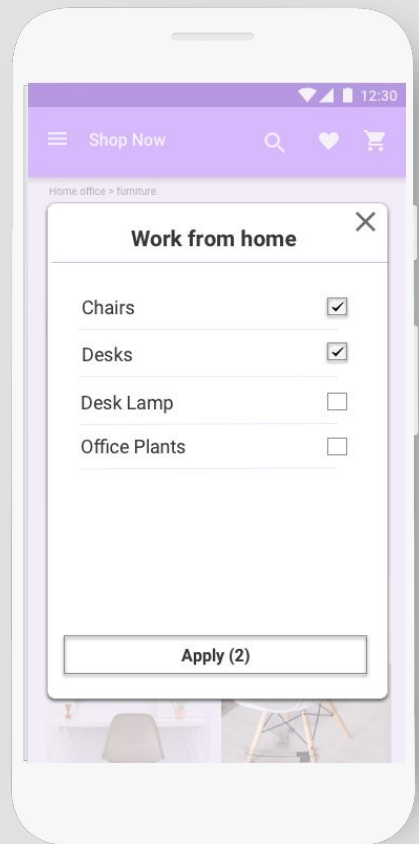 12:30
Shop Now
Home office > furniture
Work from home
Chairs
Desks
Desk Lamp
Office Plants
Apply (2)